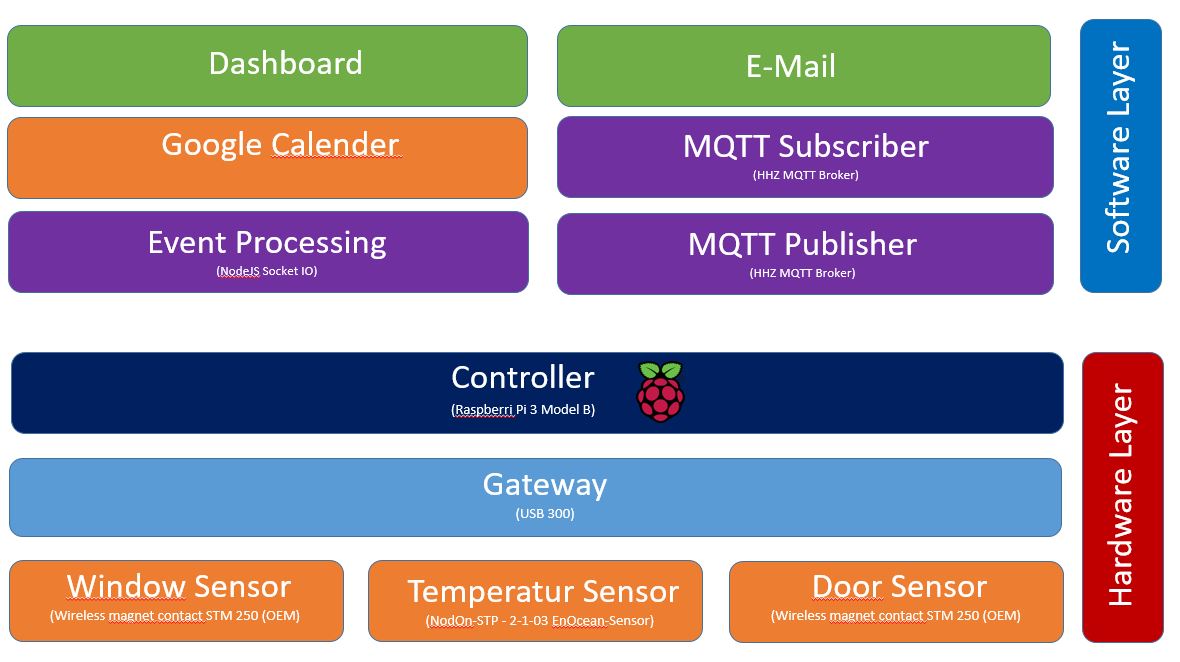 Dashboard
E-Mail
Software Layer
Google Calender
MQTT Subscriber
(HHZ MQTT Broker)
Event Processing
(NodeJS Socket IO)
MQTT Publisher
(HHZ MQTT Broker)
Controller
(Raspberri Pi 3 Model B)
Hardware Layer
Gateway
(USB 300)
Window Sensor
(Wireless magnet contact STM 250 (OEM)
Temperatur Sensor
(NodOn-STP - 2-1-03 EnOcean-Sensor)
Door Sensor
(Wireless magnet contact STM 250 (OEM)